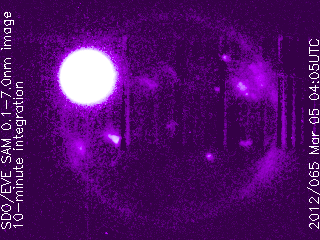 SDO/EVE SAM 0.1-7.0nm image
10-minute integration
2012/065 Mar 05 04:05UTC